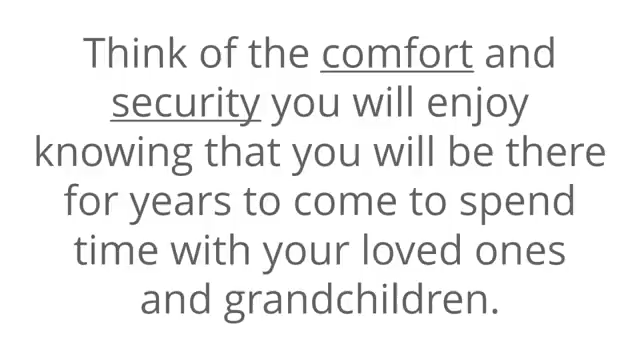 Think of the comfort and
security you will enjoy
knowing that you will be there
for years to come to spend
time with your loved ones
and grandchildren.